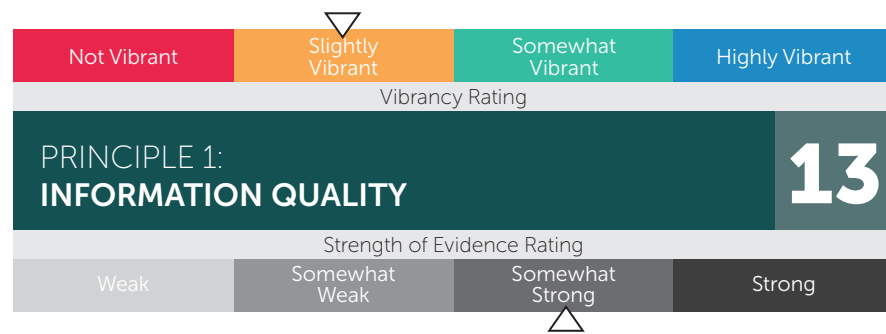 Not Vibrant
Slightly
Vibrant
Somewhat
Vibrant
Highly Vibrant
Vibrancy Rating
PRINCIPLE 1:
INFORMATION QUALITY
13
Strength of Evidence Rating
Weak
Somewhat
Weak
Somewhat
Strong
Strong